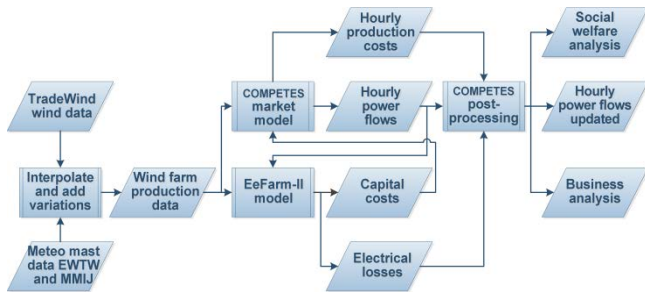 TradeWind
wind data
Interpolate
and add
variations
Meteo mast
data EWTW
and MMIJ
Wind farm
production
data
Hourly
production
costs
COMPETES
market
model
Hourly
power
flows
EeFarm-II
model
Capital
costs
Electrical
losses
COMPETES
post-
processing
Social
welfare
analysis
Hourly
power flows
updated
Business
analysis